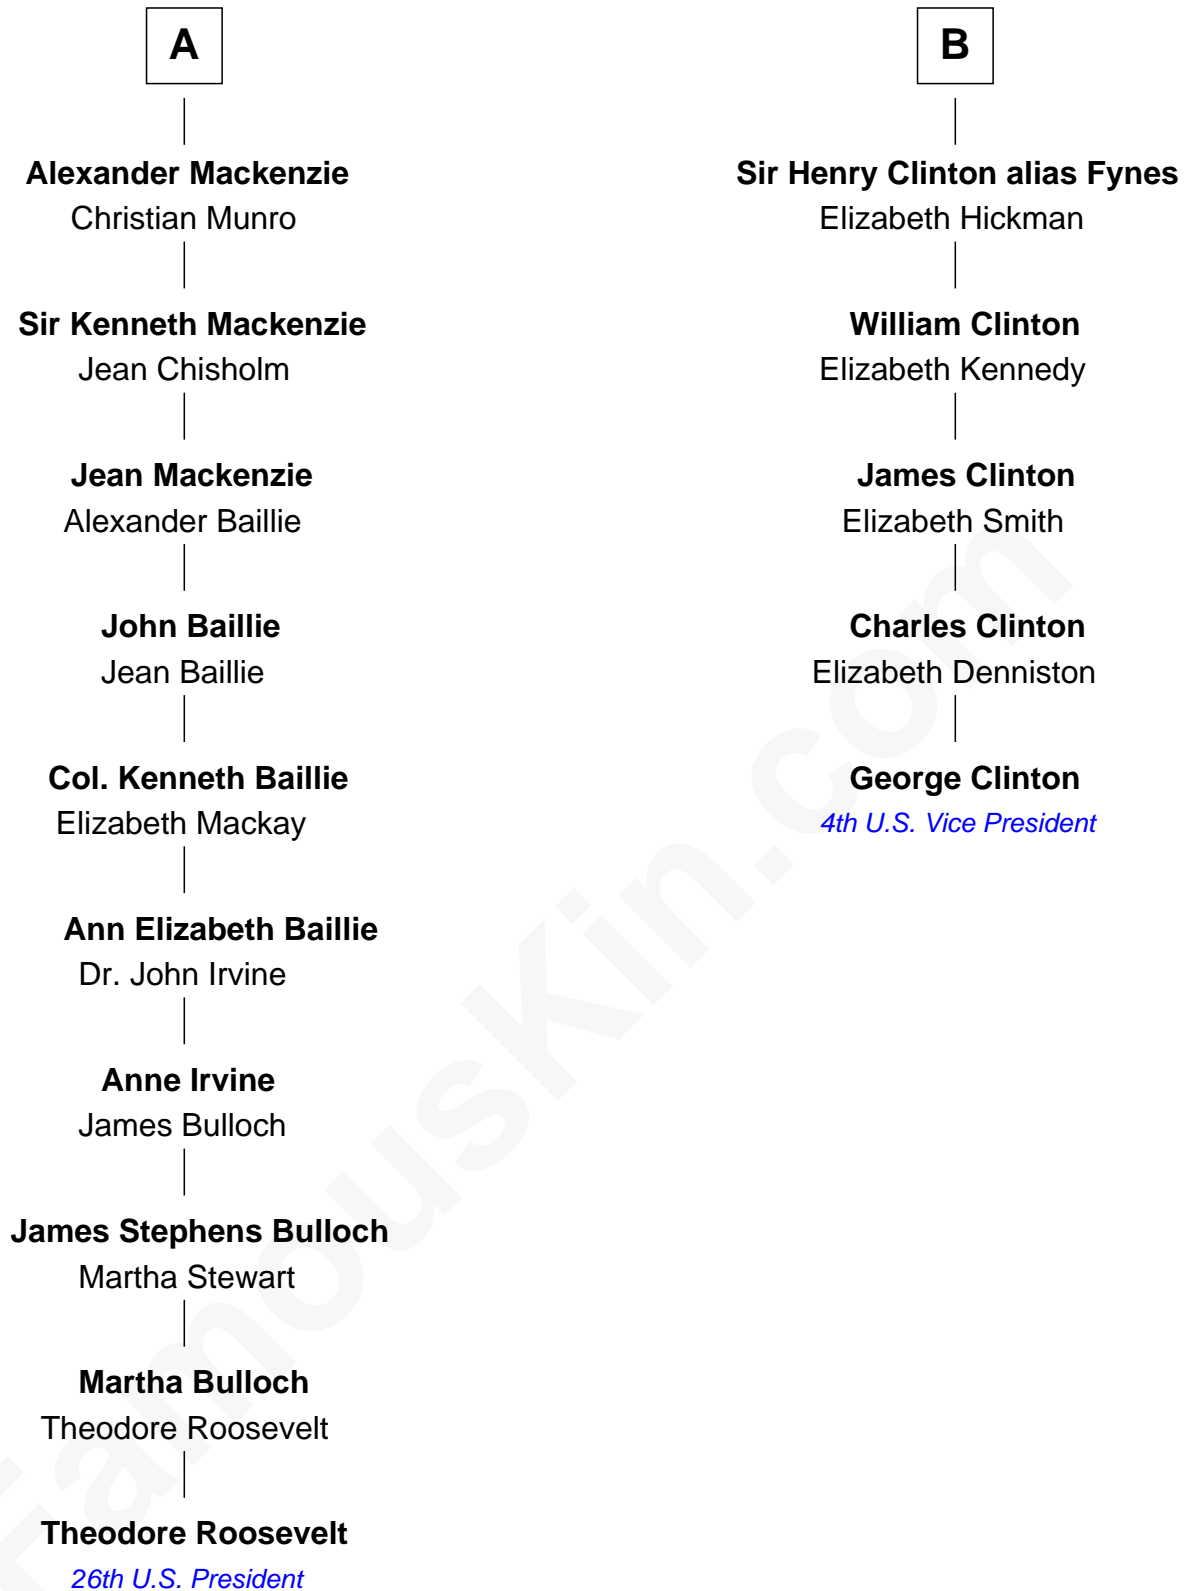 A
Alexander Mackenzie
Christian Munro
Sir Kenneth Mackenzie
Jean Chisholm
Jean Mackenzie
Alexander Baillie
John Baillie
Jean Baillie
Col. Kenneth Baillie
Elizabeth Mackay
Ann Elizabeth Baillie
Dr. John Irvine
Anne Irvine
James Bulloch
James Stephens Bulloch
Martha Stewart
Martha Bulloch
Theodore Roosevelt
Theodore Roosevelt
26th U.S. President
B
Sir Henry Clinton alias Fynes
Elizabeth Hickman
William Clinton
Elizabeth Kennedy
James Clinton
Elizabeth Smith
Charles Clinton
Elizabeth Denniston
George Clinton
4th U.S. Vice President
FamousKin.com